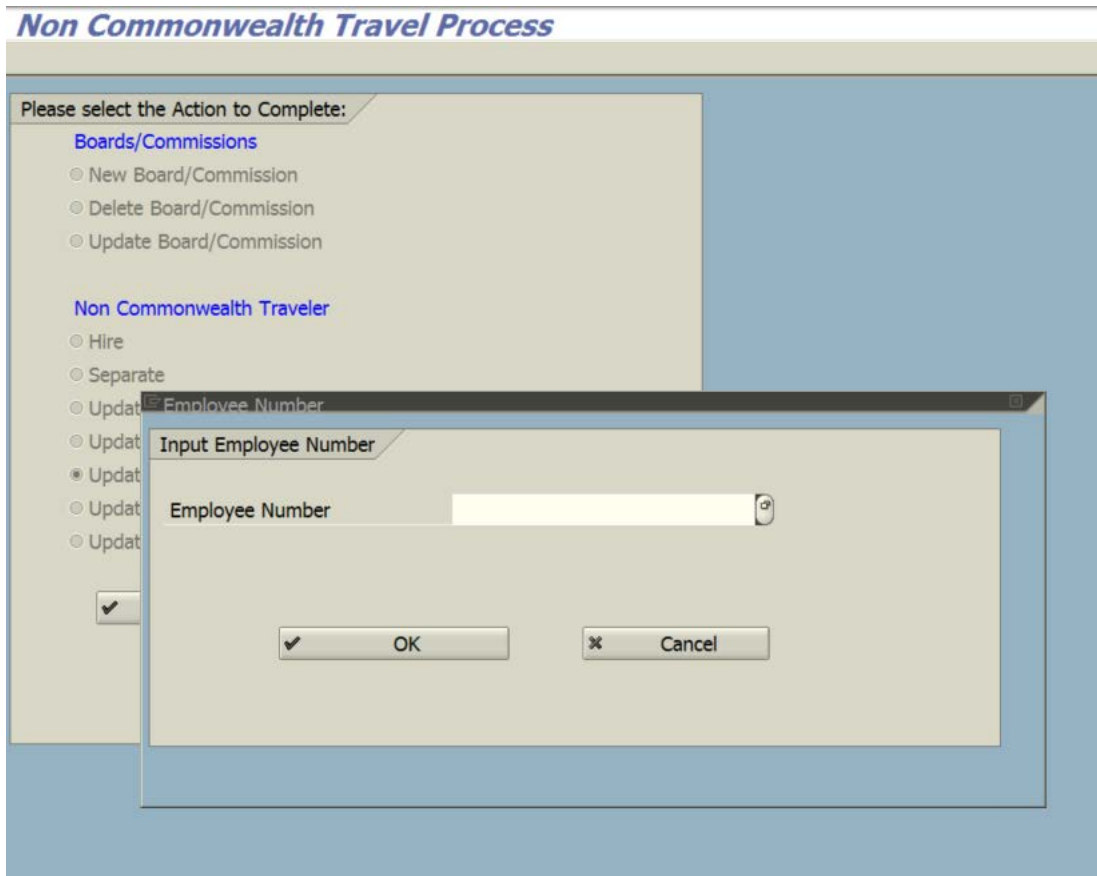 Non Commonwealth Travel Process
Please select the Action to Complete:
Boards/Commissions
New Board/Commission
Delete Board/Commission
Update Board/Commission
Non Commonwealth Traveler
Hire
Separate
Updat
Employee Number
Updat
Input Employee Number
Updat
Updat
Employee Number
Updat
OK
Cancel